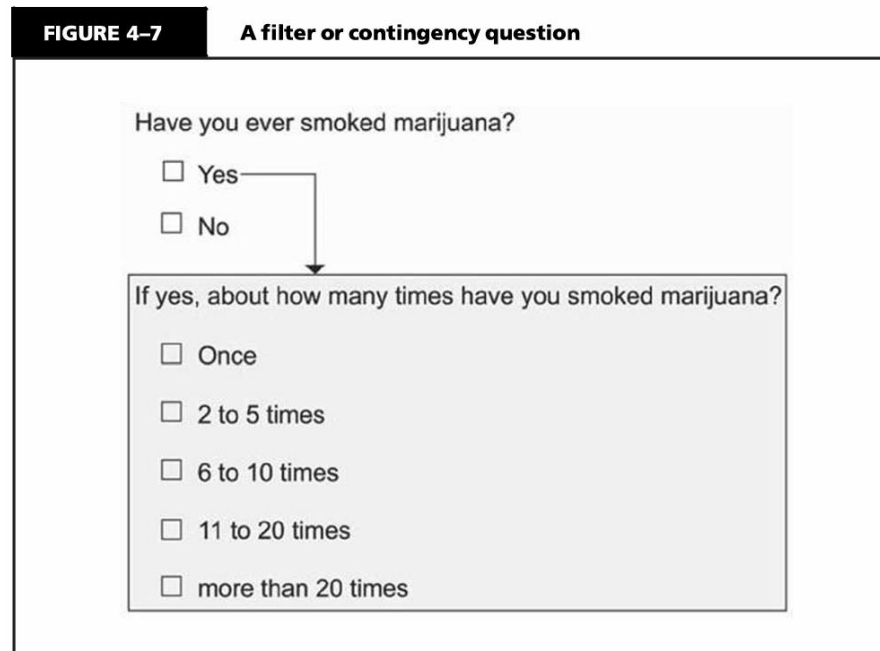 FIGURE 4–7 A filter or contingency question
Have you ever smoked marijuana?
Yes
No
If yes, about how many times have you smoked marijuana?
Once
2 to 5 times
6 to 10 times
11 to 20 times
more than 20 times